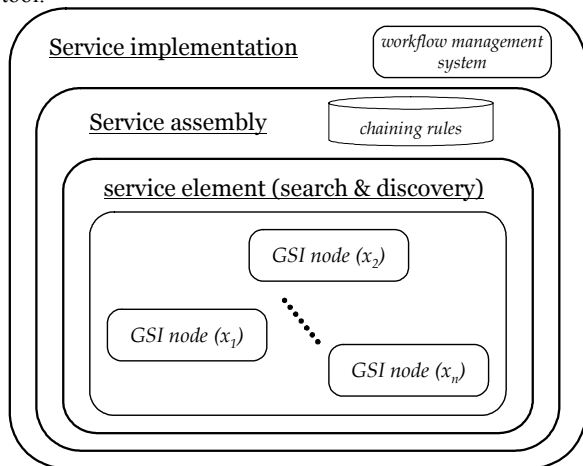 tool.
Service implementation
workflow management
system
Service assembly
chaining rules
service element (search & discovery)
GSI node (x₂)
GSI node (x₁)
GSI node (xₙ)